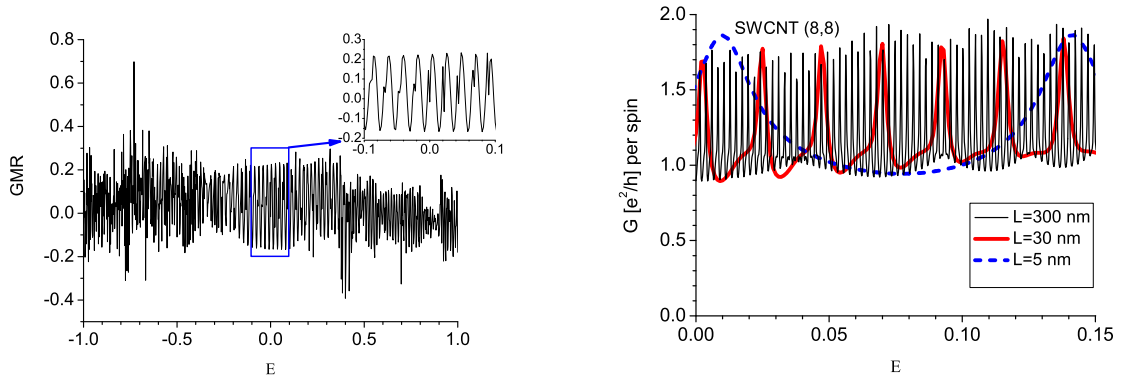 0.8
0.6
0.4
0.2
0.0
-0.2
-0.4
GMR
-1.0 -0.5 0.0 0.5 1.0
E
0.3
0.2
0.1
0.0
-0.1
-0.2
-0.1 0.0 0.1
2.0
1.5
1.0
0.5
0.0
G [e²/h] per spin
SWCNT (8,8)
L=300 nm
L=30 nm
L=5 nm
0.00 0.05 0.10 0.15
E